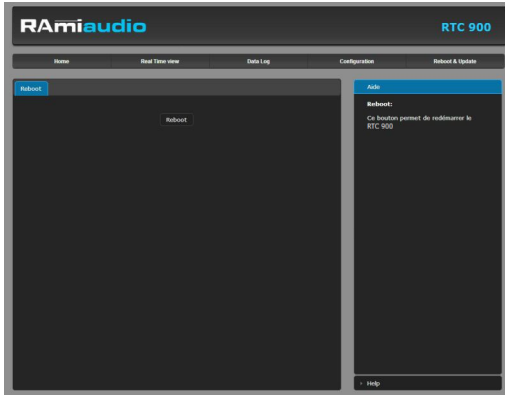 RAmiaudio
RTC 900
Home Real Time view Data Log Configuration Reboot & Update
Reboot
Reboot
Aide
Reboot:
Ce bouton permet de redémarrer le
RTC 900
Help